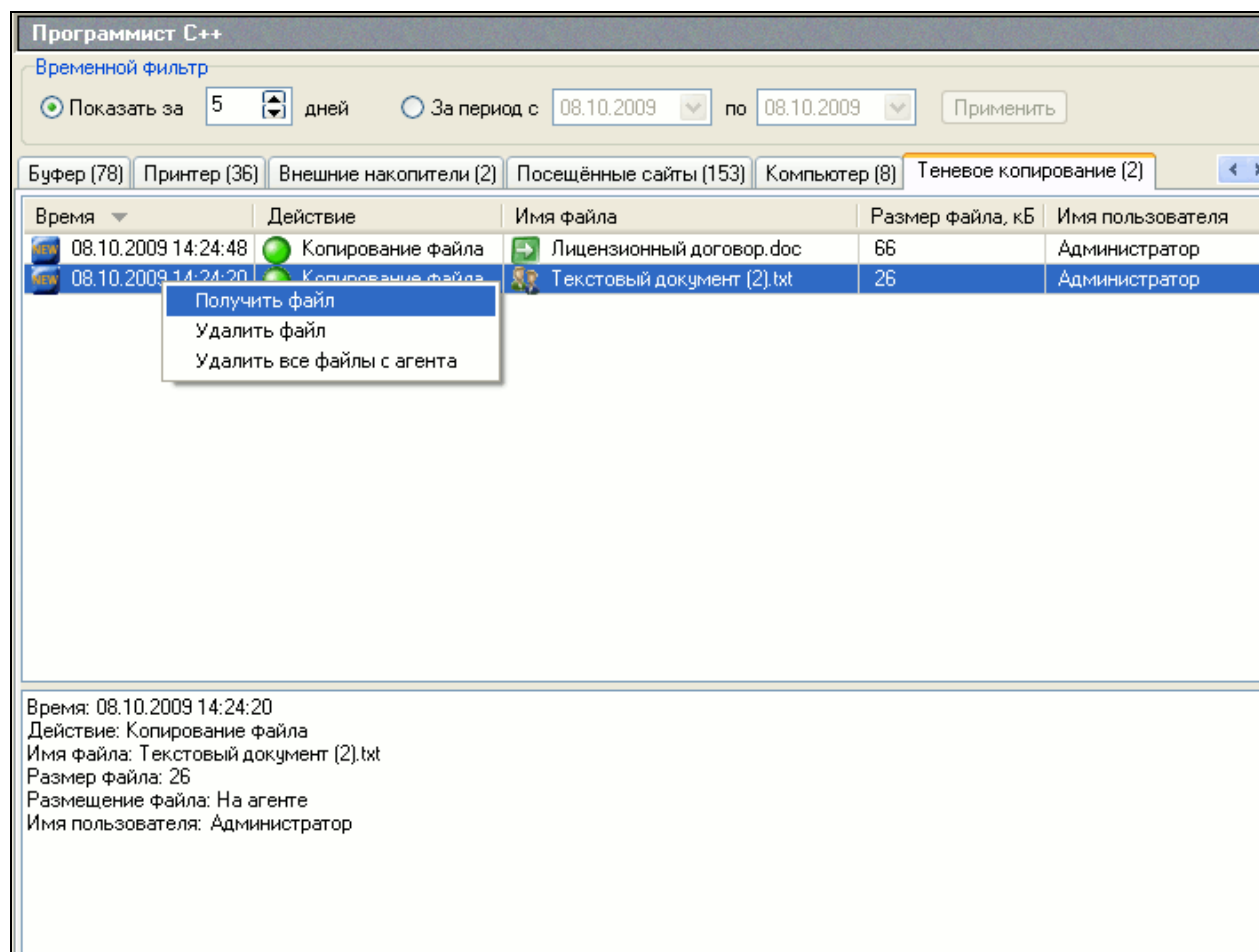 Программист C++
Временной фильтр
Показать за 5 дней За период с 08.10.2009 по 08.10.2009 Применить
Буфер (78) Принтер (36) Внешние накопители (2) Посещённые сайты (153) Компьютер (8) Теневое копирование (2)
Время Действие Имя файла Размер файла, кБ Имя пользователя
NEW 08.10.2009 14:24:48 Копирование файла Лицензионный договор.doc 66 Администратор
NEW 08.10.2009 14:24:20 Копирование файла Текстовый документ (2).txt 26 Администратор
Получить файл
Удалить файл
Удалить все файлы с агента
Время: 08.10.2009 14:24:20
Действие: Копирование файла
Имя файла: Текстовый документ (2).txt
Размер файла: 26
Размещение файла: На агенте
Имя пользователя: Администратор